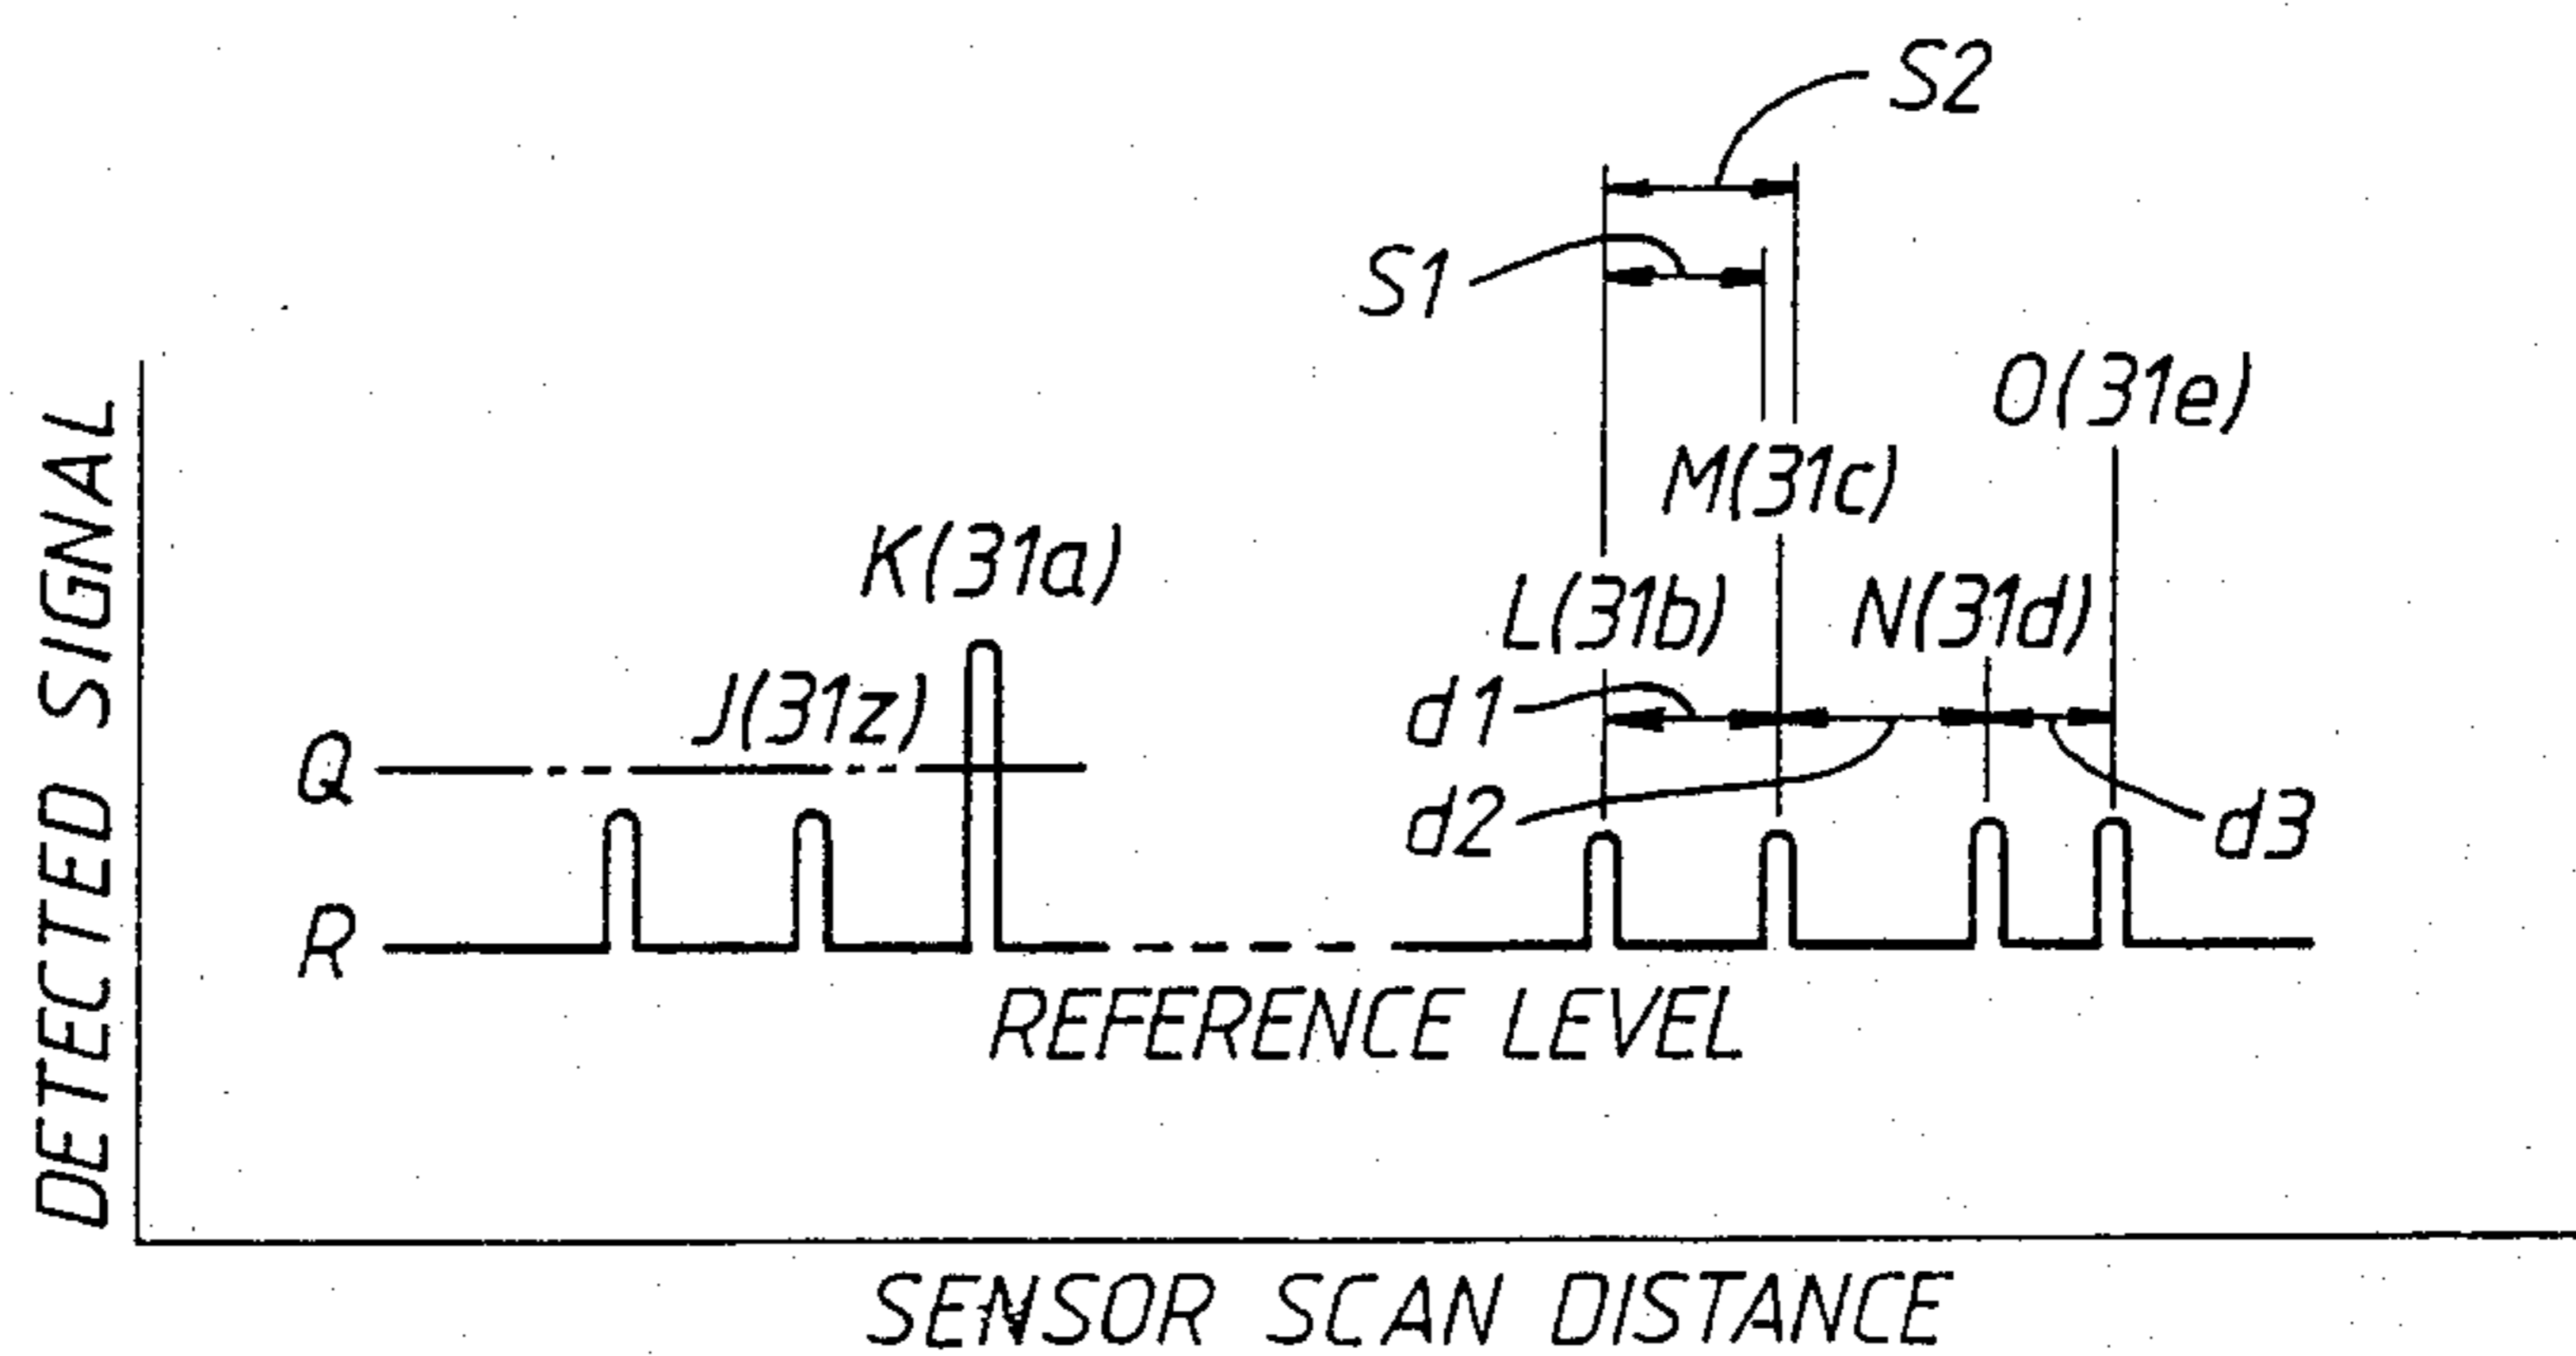 S2
S1
O(31e)
M(31c)
K(31a)
L(31b)
N(31d)
J(31z)
d1
Q
d2
d3
R
REFERENCE LEVEL
DETECTED SIGNAL
SENSOR SCAN DISTANCE